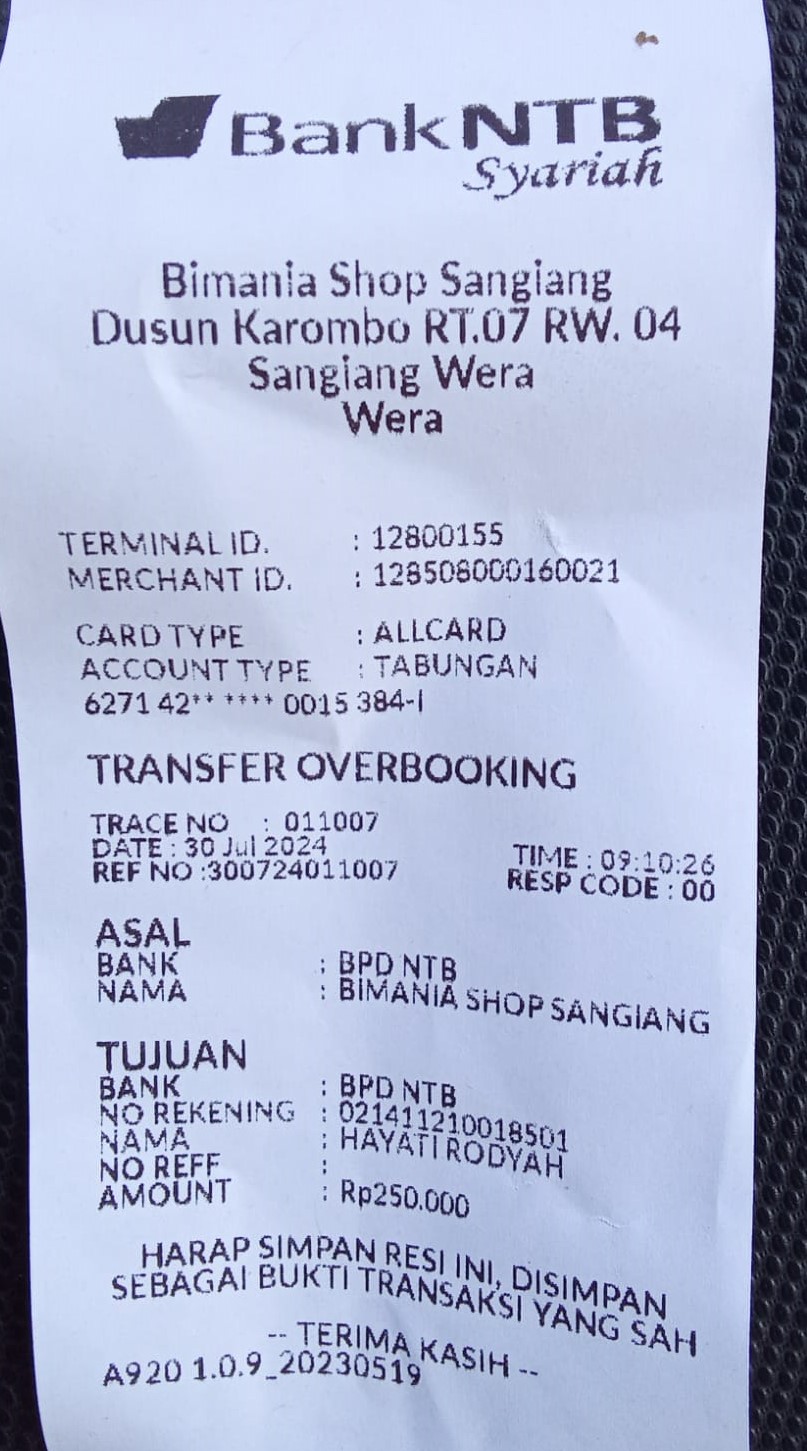 BankNTB
Syariah
Bimania Shop Sangiang
Dusun Karombo RT.07 RW. 04
Sangiang Wera
Wera
TERMINAL ID. : 12800155
MERCHANT ID. : 128508000160021
CARD TYPE : ALLCARD
ACCOUNT TYPE : TABUNGAN
6271 42** **** 0015 384-I
TRANSFER OVERBOOKING
TRACE NO : 011007
DATE : 30 Jul 2024 TIME : 09:10:26
REF NO :300724011007 RESP CODE : 00
ASAL
BANK : BPD NTB
NAMA : BIMANIA SHOP SANGIANG
TUJUAN
BANK : BPD NTB
NO REKENING : 021411210018501
NAMA : HAYATI RODYAH
NO REFF :
AMOUNT : Rp250.000
HARAP SIMPAN RESI INI, DISIMPAN
SEBAGAI BUKTI TRANSAKSI YANG SAH
-- TERIMA KASIH --
A920 1.0.9_20230519